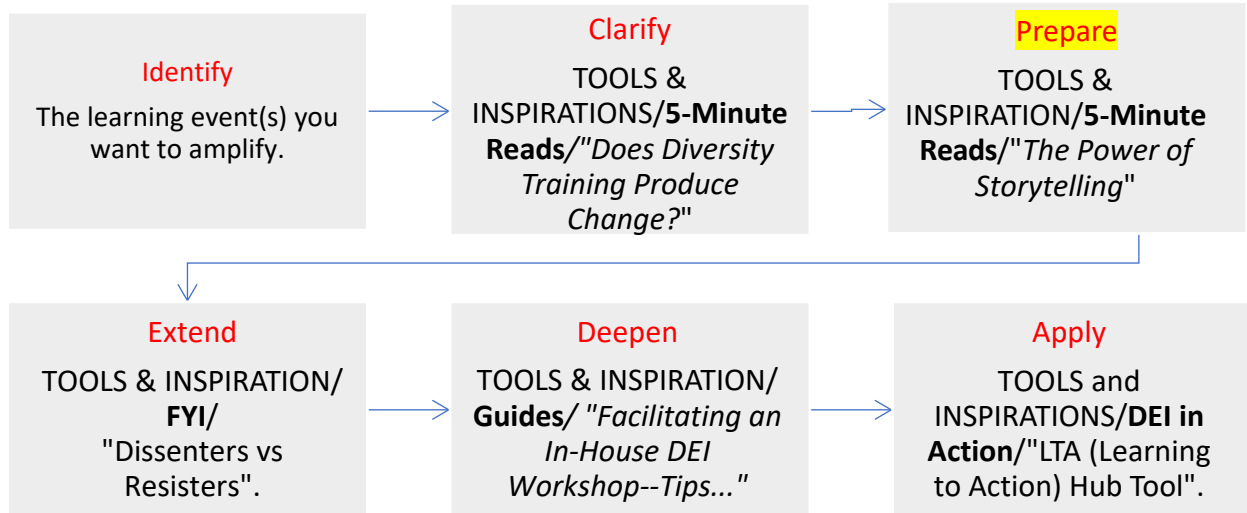 Identify
The learning event(s) you
want to amplify.
Clarify
TOOLS &
INSPIRATIONS/5-Minute
Reads/"Does Diversity
Training Produce
Change?"
Prepare
TOOLS &
INSPIRATION/5-Minute
Reads/"The Power of
Storytelling"
Extend
TOOLS & INSPIRATION/
FYI/
"Dissenters vs
Resisters".
Deepen
TOOLS & INSPIRATION/
Guides/ "Facilitating an
In-House DEI
Workshop--Tips..."
Apply
TOOLS and
INSPIRATIONS/DEI in
Action/"LTA (Learning
to Action) Hub Tool".